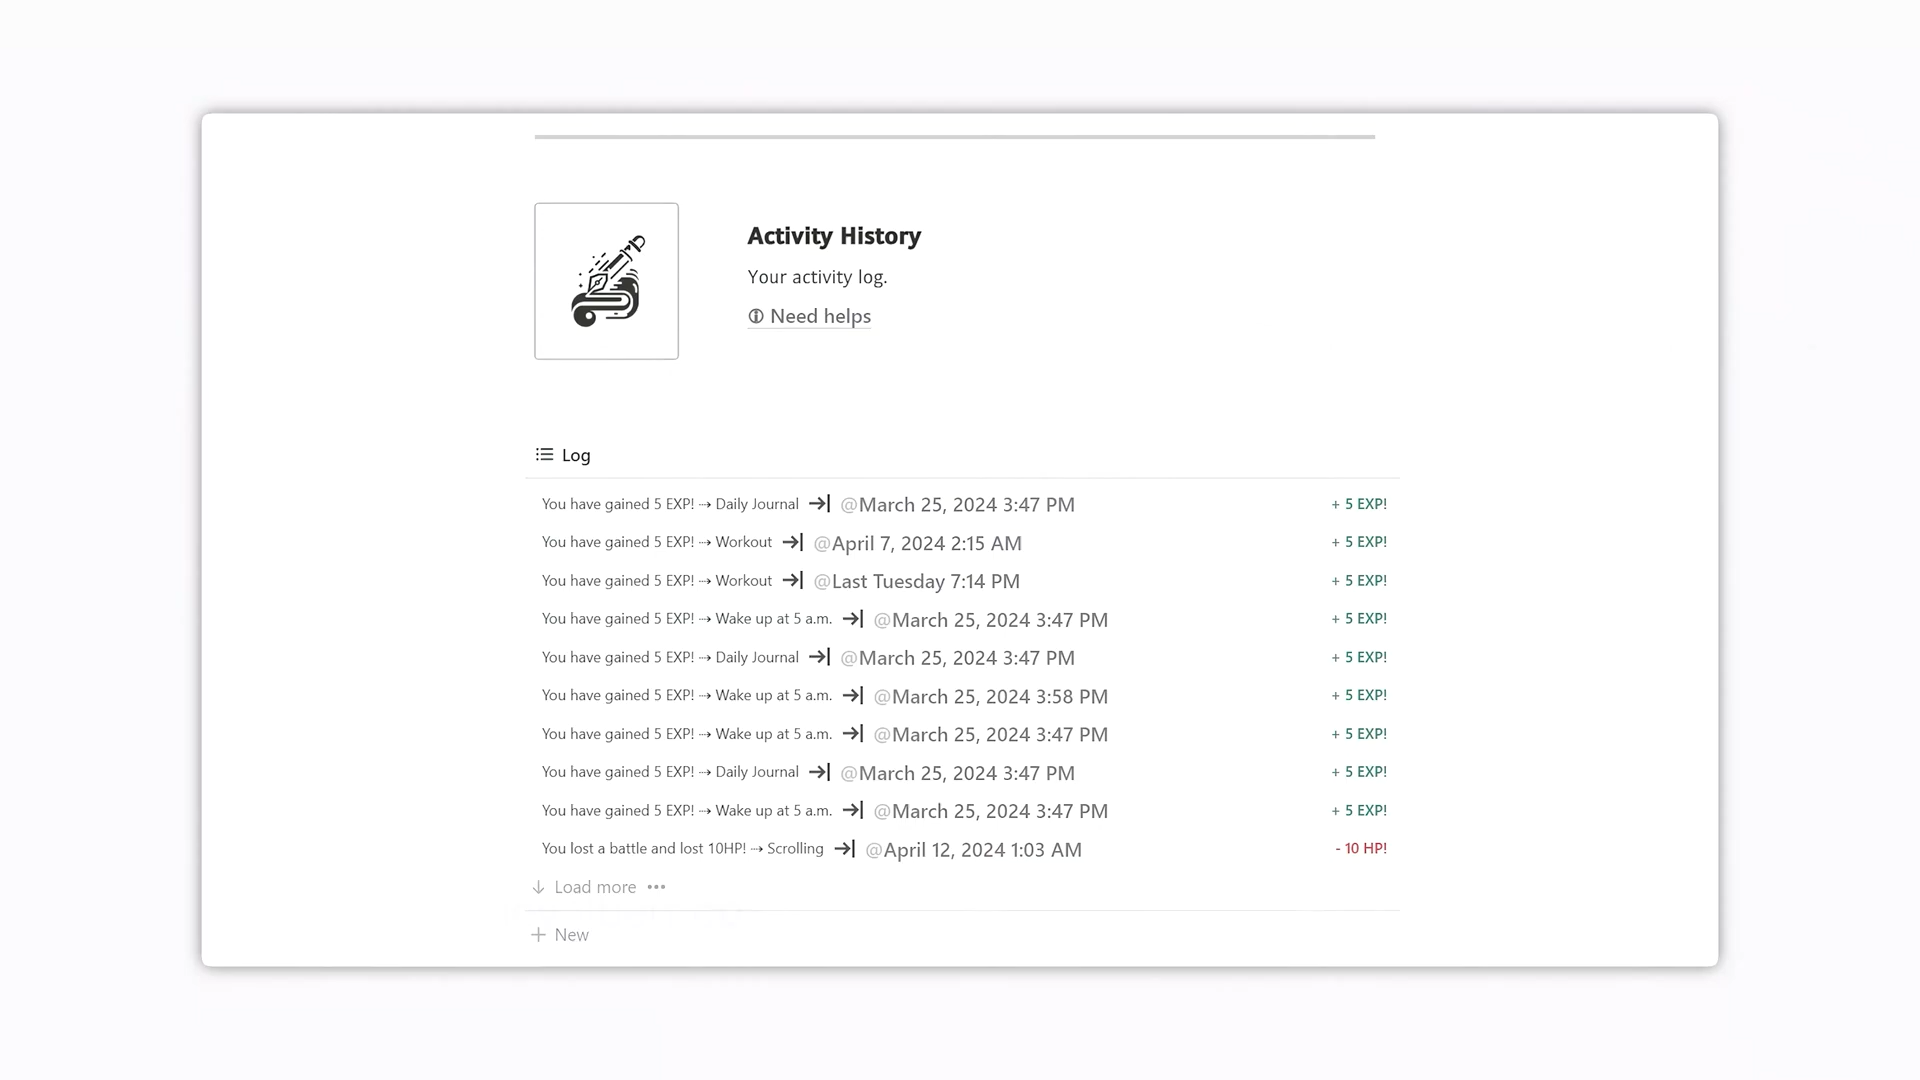 Activity History
Your activity log.
Need helps
Log
You have gained 5 EXP! ⇢ Daily Journal →| @March 25, 2024 3:47 PM + 5 EXP!
You have gained 5 EXP! ⇢ Workout →| @April 7, 2024 2:15 AM + 5 EXP!
You have gained 5 EXP! ⇢ Workout →| @Last Tuesday 7:14 PM + 5 EXP!
You have gained 5 EXP! ⇢ Wake up at 5 a.m. →| @March 25, 2024 3:47 PM + 5 EXP!
You have gained 5 EXP! ⇢ Daily Journal →| @March 25, 2024 3:47 PM + 5 EXP!
You have gained 5 EXP! ⇢ Wake up at 5 a.m. →| @March 25, 2024 3:58 PM + 5 EXP!
You have gained 5 EXP! ⇢ Wake up at 5 a.m. →| @March 25, 2024 3:47 PM + 5 EXP!
You have gained 5 EXP! ⇢ Daily Journal →| @March 25, 2024 3:47 PM + 5 EXP!
You have gained 5 EXP! ⇢ Wake up at 5 a.m. →| @March 25, 2024 3:47 PM + 5 EXP!
You lost a battle and lost 10HP! ⇢ Scrolling →| @April 12, 2024 1:03 AM - 10 HP!
↓ Load more •••
+ New